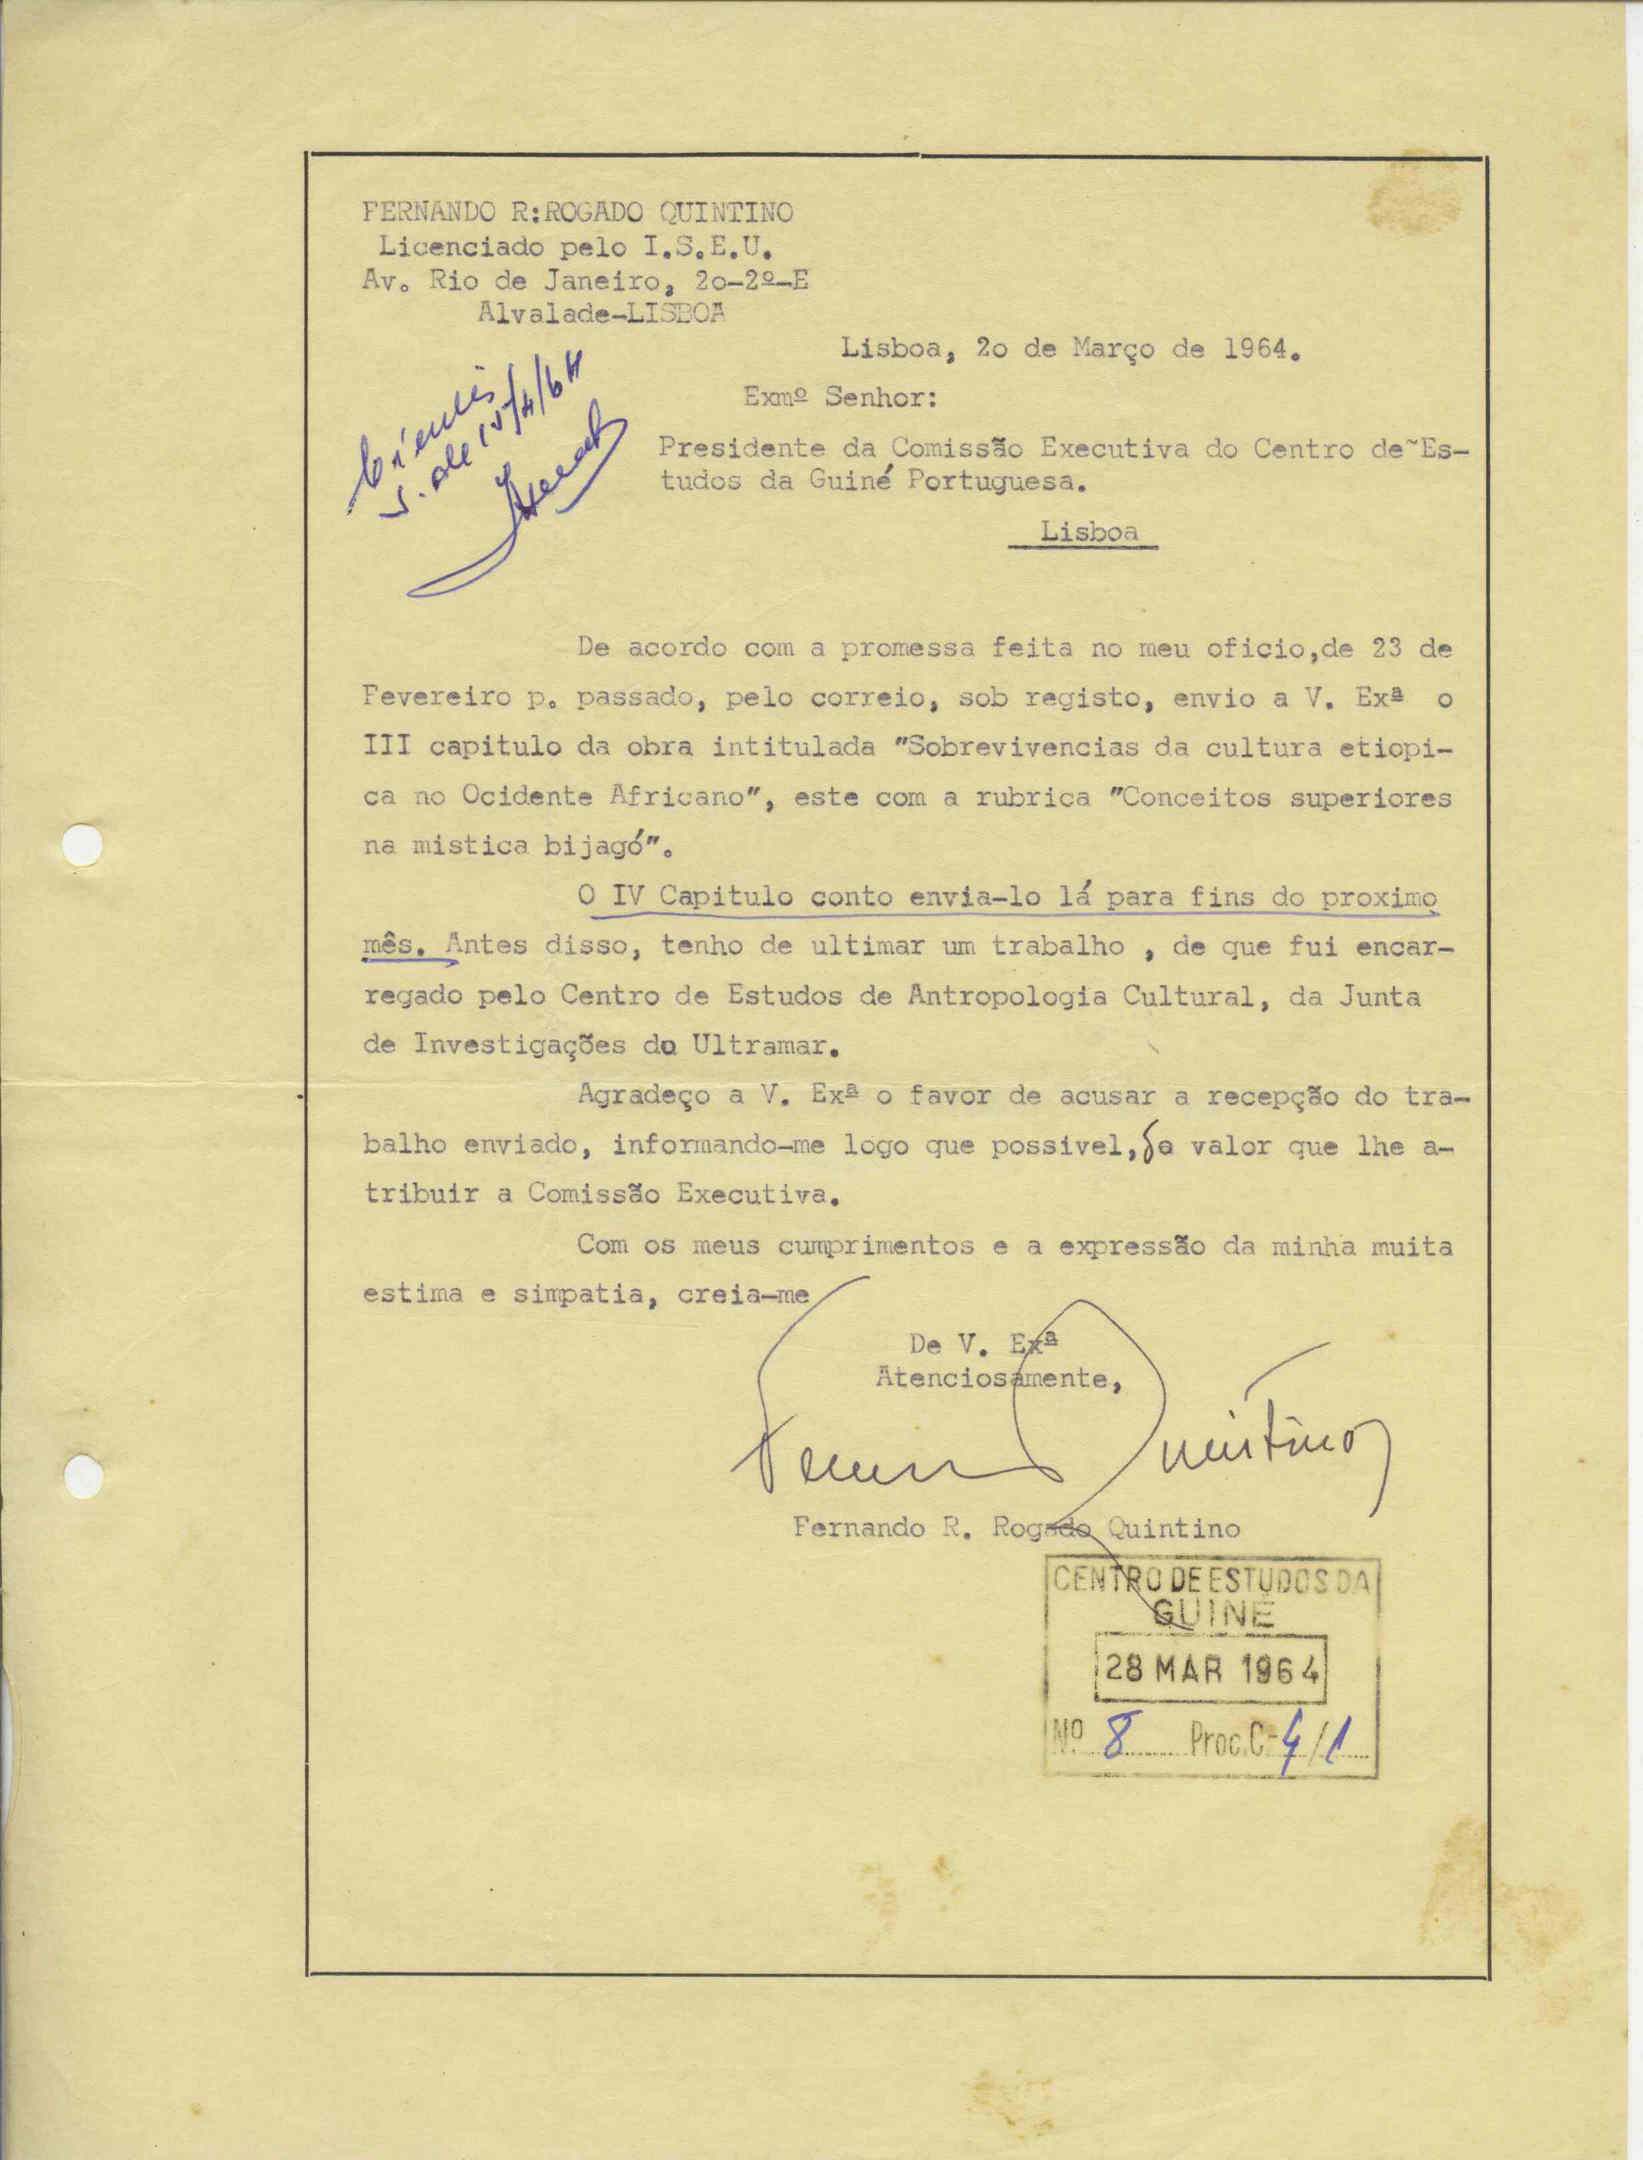 FERNANDO R:ROGADO QUINTINO
Licenciado pelo I.S.E.U.
Av. Rio de Janeiro, 2o-2º-E
Alvalade-LISBOA
Lisboa, 2o de Março de 1964.
Exmº Senhor:
Presidente da Comissão Executiva do Centro de~Es-
tudos da Guiné Portuguesa.
Lisboa
De acordo com a promessa feita no meu oficio,de 23 de
Fevereiro p. passado, pelo correio, sob registo, envio a V. Exª o
III capitulo da obra intitulada "Sobrevivencias da cultura etiopi-
ca no Ocidente Africano", este com a rubrica "Conceitos superiores
na mistica bijagó".
O IV Capitulo conto envia-lo lá para fins do proximo
mês. Antes disso, tenho de ultimar um trabalho , de que fui encar-
regado pelo Centro de Estudos de Antropologia Cultural, da Junta
de Investigações do Ultramar.
Agradeço a V. Exª o favor de acusar a recepção do tra-
balho enviado, informando-me logo que possivel, o valor que lhe a-
tribuir a Comissão Executiva.
Com os meus cumprimentos e a expressão da minha muita
estima e simpatia, creia-me
De V. Exª
Atenciosamente,
Quintino
Fernando R. Rogado Quintino
CENTRO DE ESTUDOS DA
GUINÉ
28 MAR 1964
Nº 8 Proc. C-4/1